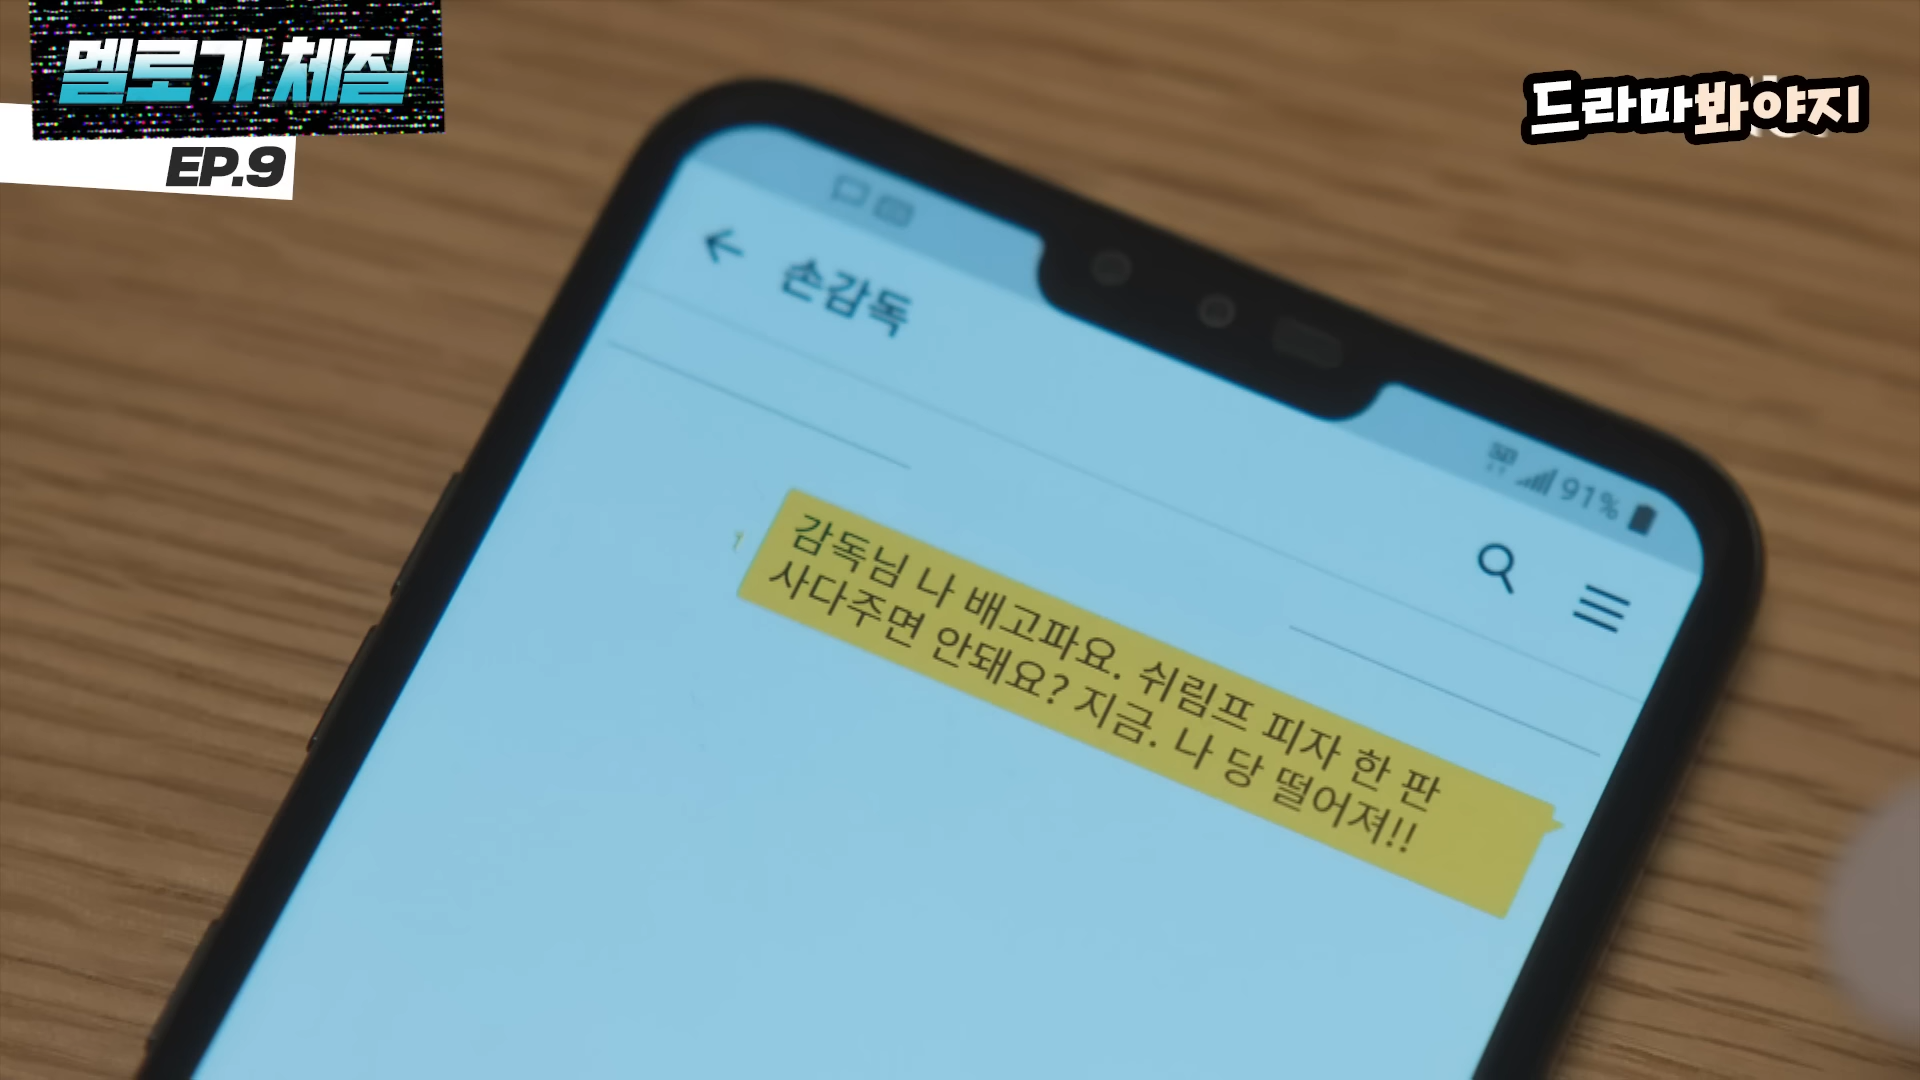 멜로가 체질
EP.9
드라마봐야지
손감독
91%
1
감독님 나 배고파요. 쉬림프 피자 한 판
사다주면 안돼요? 지금. 나 당 떨어져!!